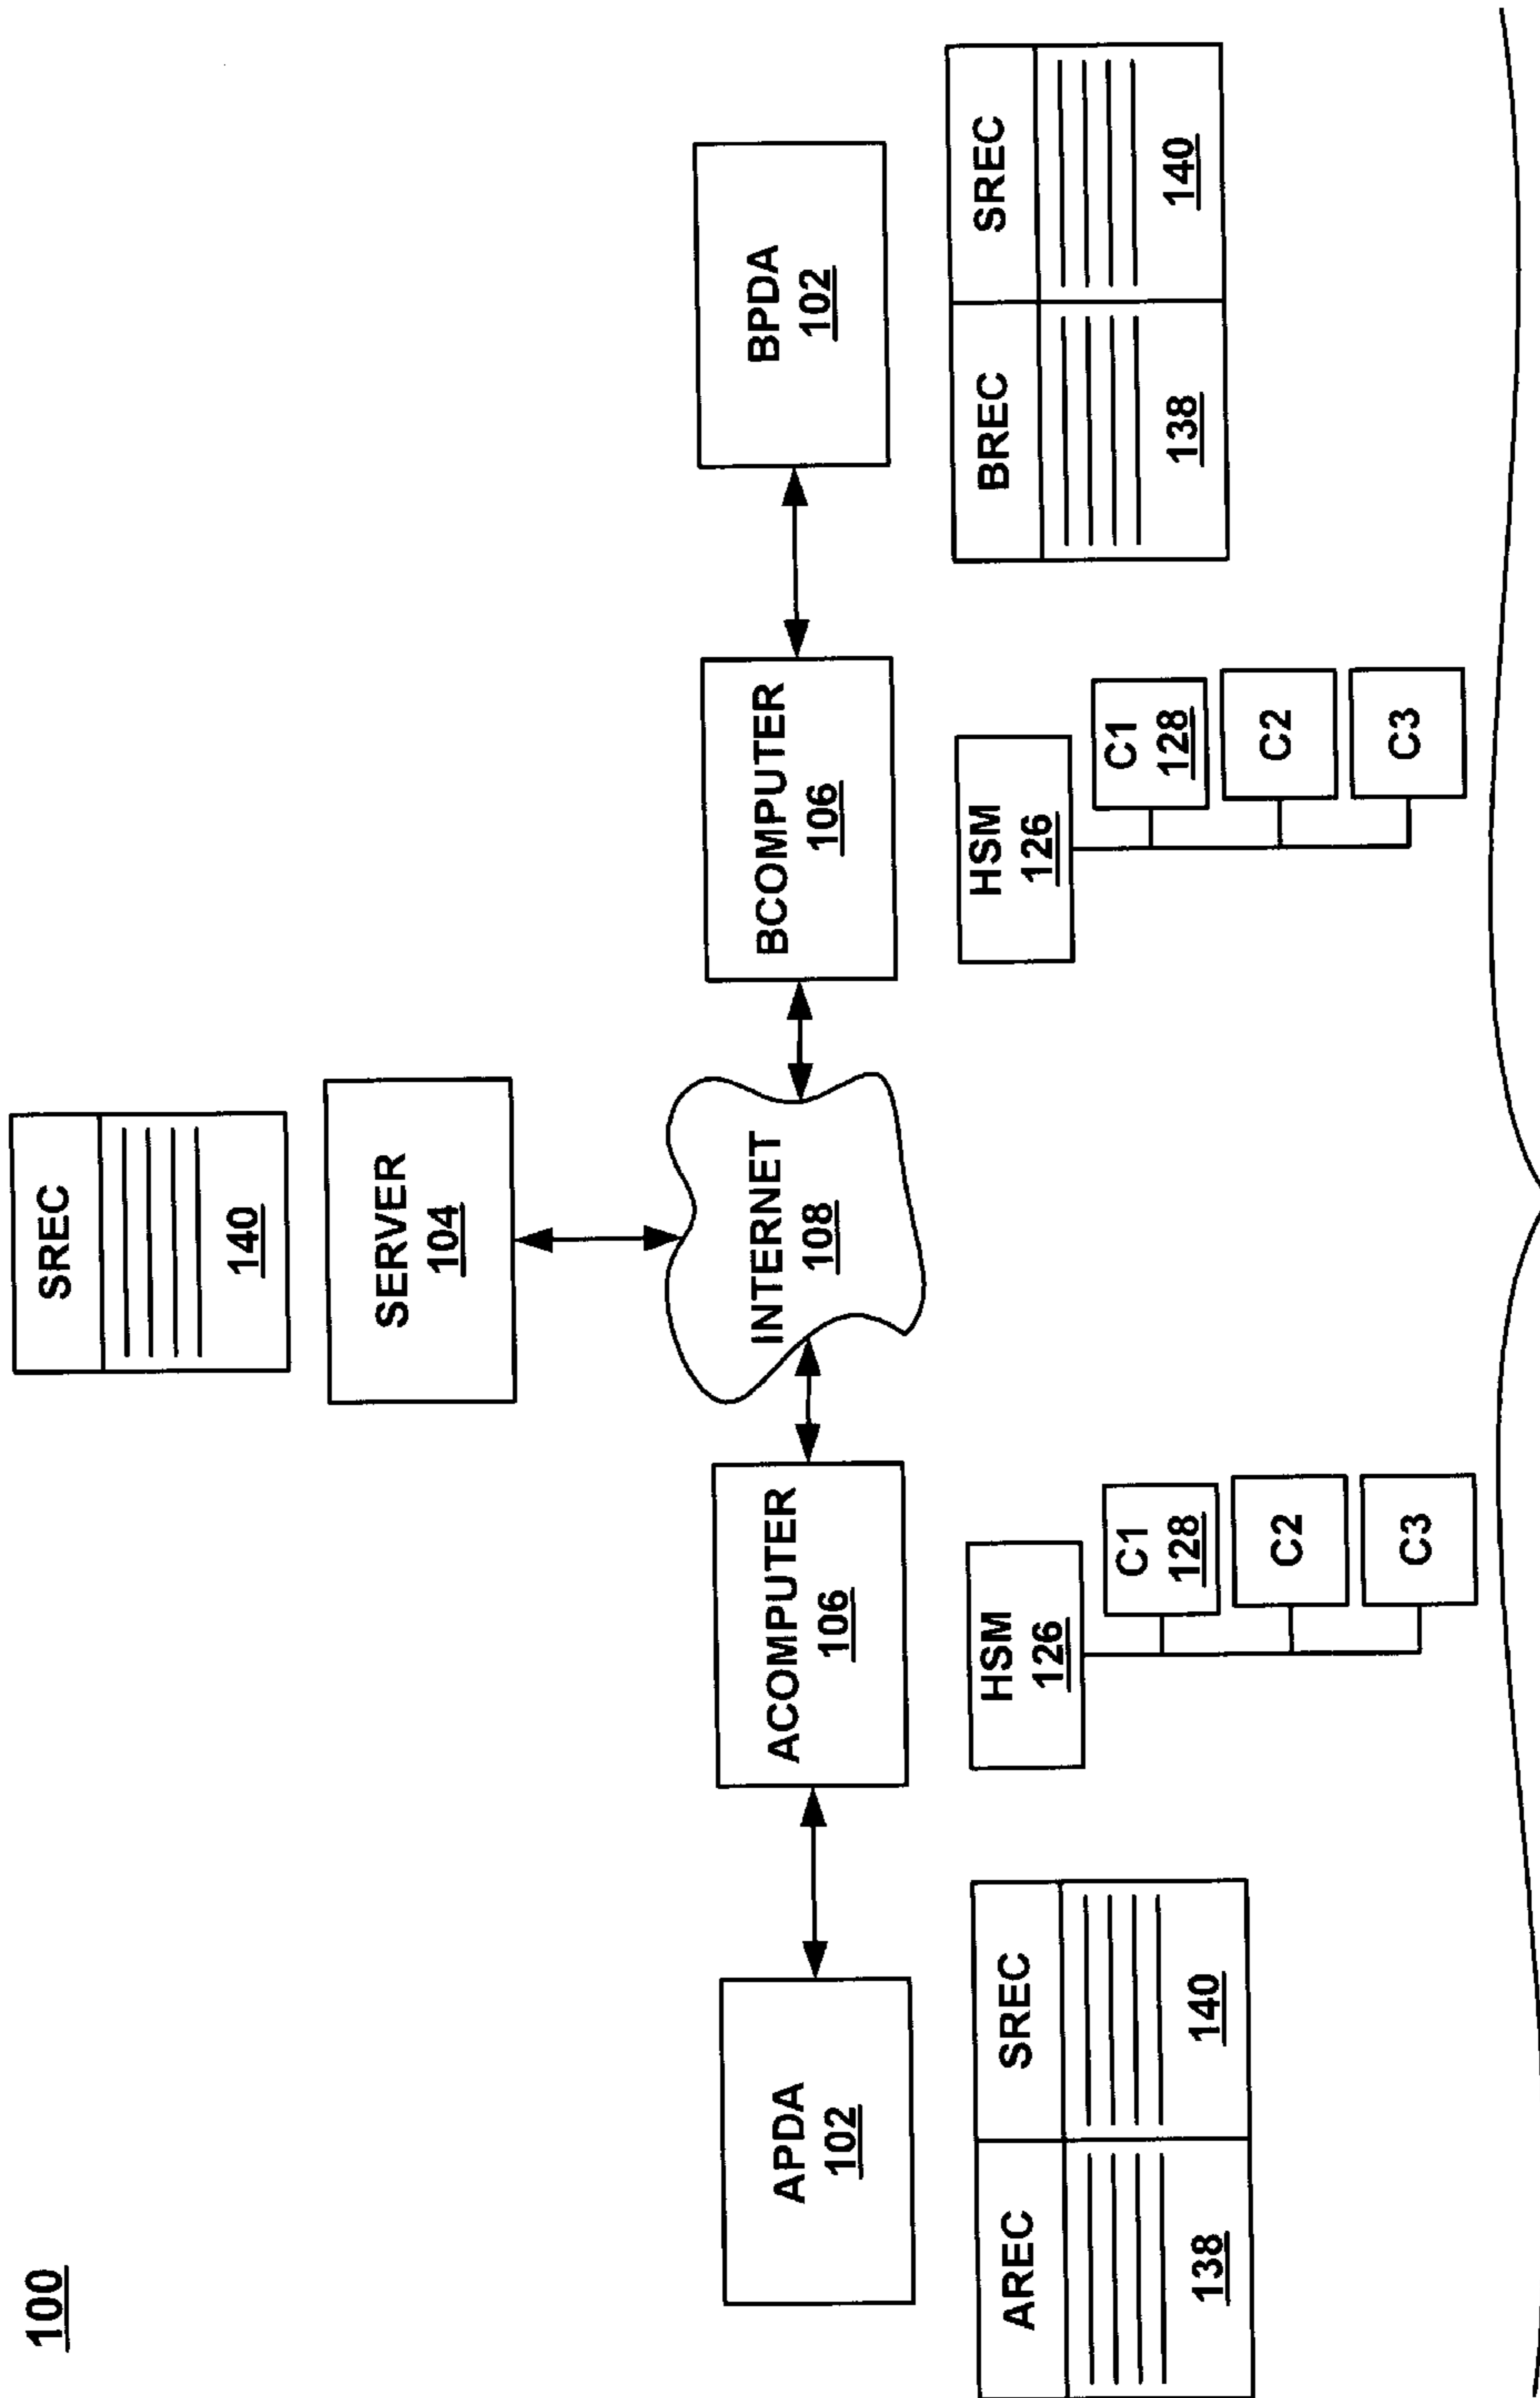 100
SREC
140
SERVER
104
INTERNET
108
APDA
102
ACOMPUTER
106
BCOMPUTER
106
BPDA
102
AREC
SREC
138
140
HSM
126
C1
128
C2
C3
HSM
126
C1
128
C2
C3
BREC
SREC
138
140